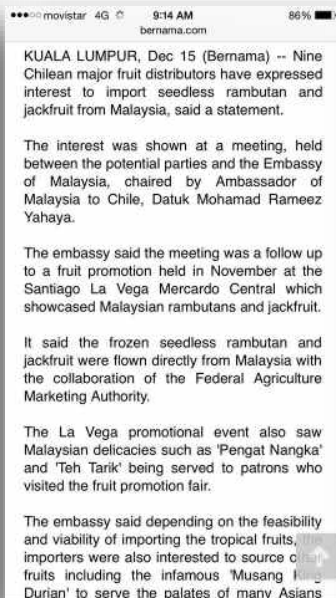 movistar 4G 9:14 AM 86%
bernama.com
KUALA LUMPUR, Dec 15 (Bernama) -- Nine
Chilean major fruit distributors have expressed
interest to import seedless rambutan and
jackfruit from Malaysia, said a statement.
The interest was shown at a meeting, held
between the potential parties and the Embassy
of Malaysia, chaired by Ambassador of
Malaysia to Chile, Datuk Mohamad Rameez
Yahaya.
The embassy said the meeting was a follow up
to a fruit promotion held in November at the
Santiago La Vega Mercardo Central which
showcased Malaysian rambutans and jackfruit.
It said the frozen seedless rambutan and
jackfruit were flown directly from Malaysia with
the collaboration of the Federal Agriculture
Marketing Authority.
The La Vega promotional event also saw
Malaysian delicacies such as 'Pengat Nangka'
and 'Teh Tarik' being served to patrons who
visited the fruit promotion fair.
The embassy said depending on the feasibility
and viability of importing the tropical fruits, the
importers were also interested to source other
fruits including the infamous 'Musang King
Durian' to serve the palates of many Asians